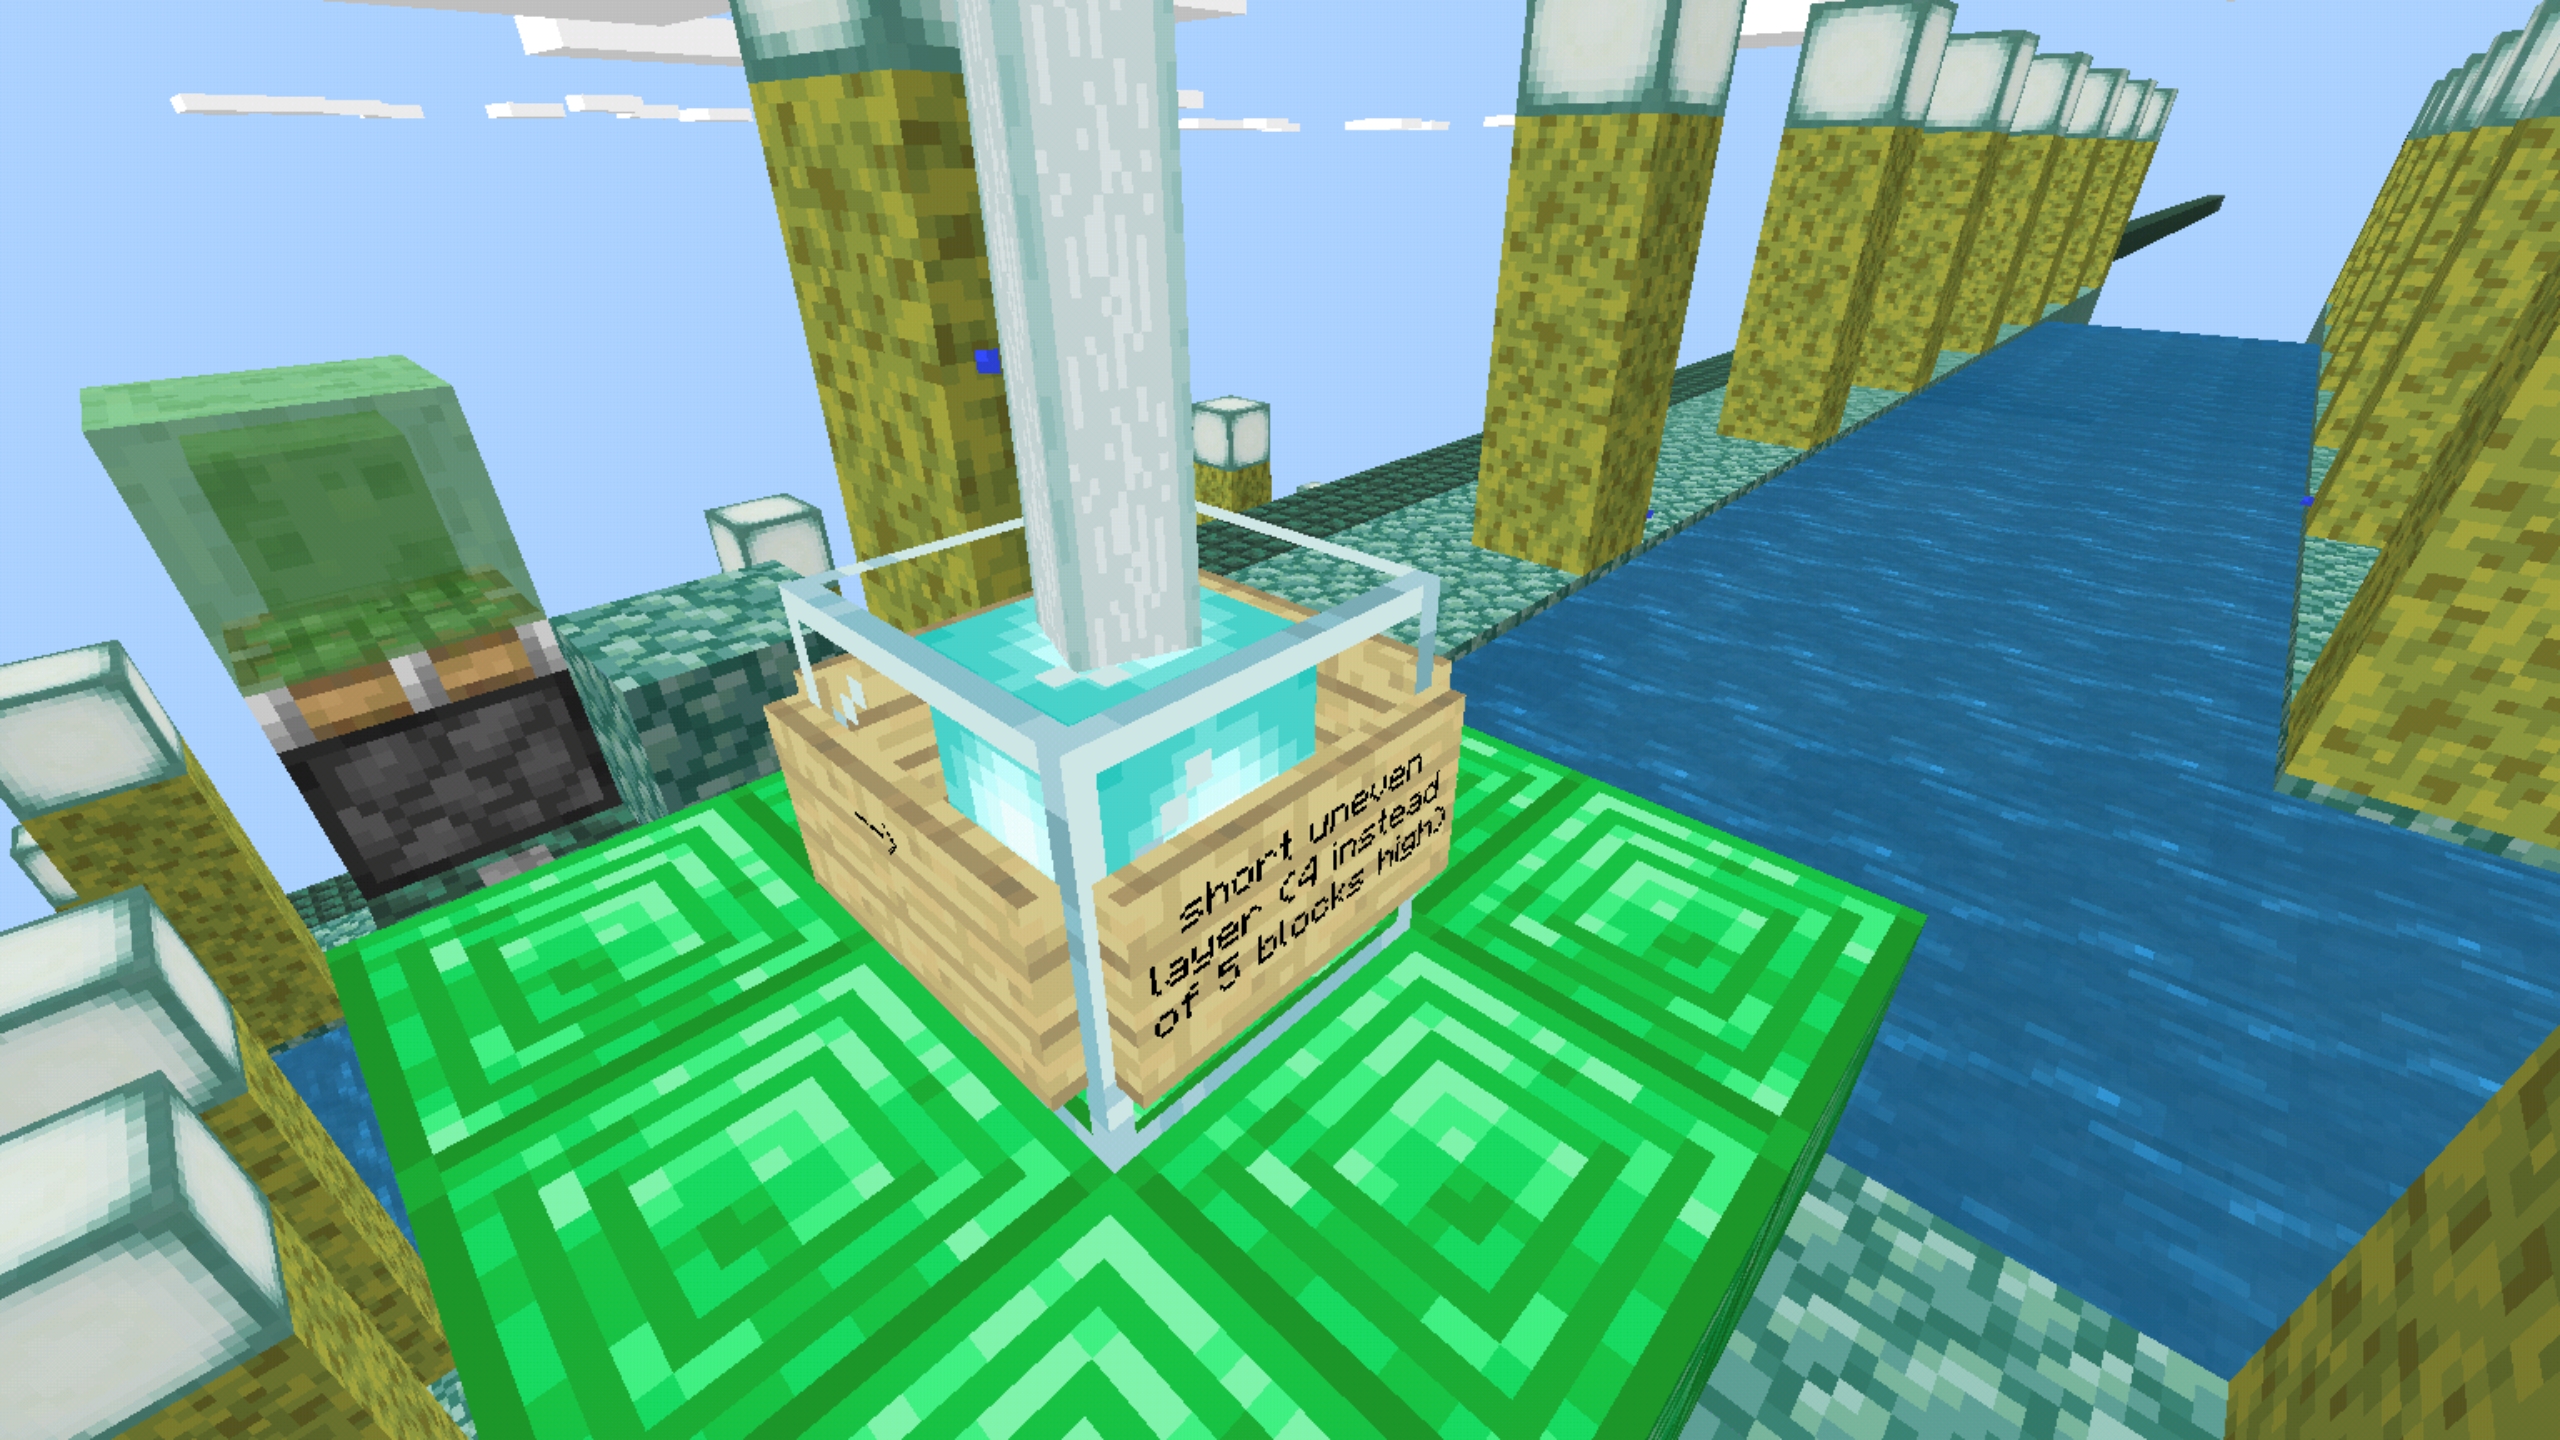 -->
short uneven
layer (4 instead
of 5 blocks high)